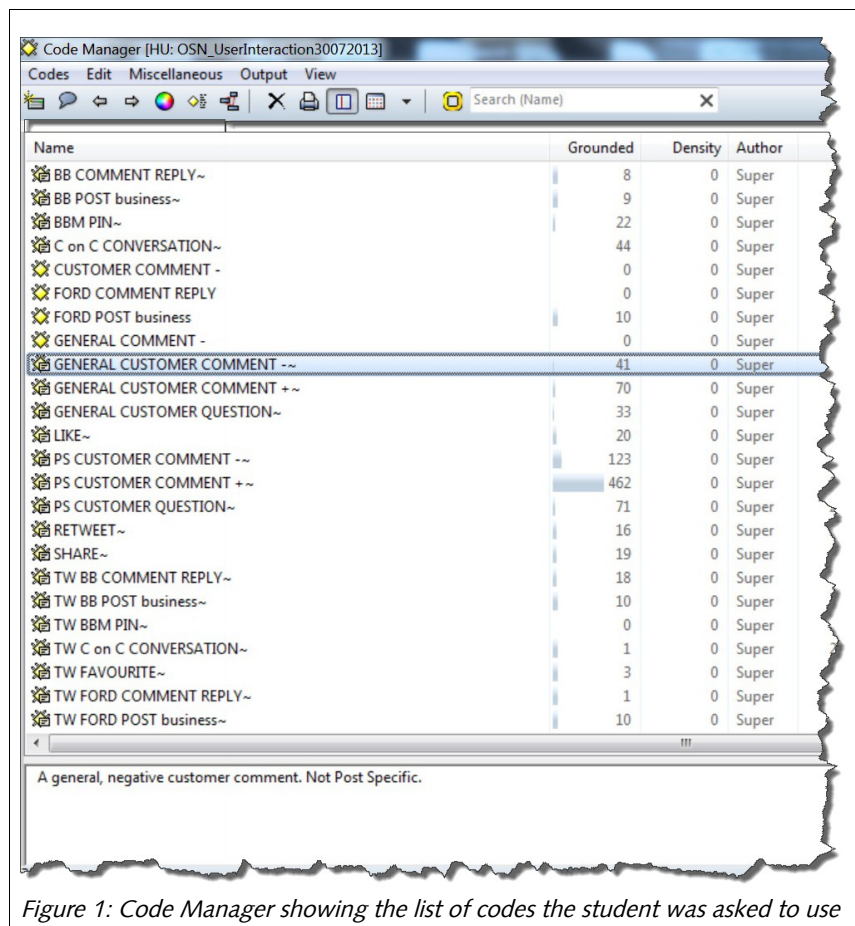 Code Manager [HU: OSN_UserInteraction30072013]
Codes Edit Miscellaneous Output View
Search (Name)
Name Grounded Density Author
BB COMMENT REPLY~ 8 0 Super
BB POST business~ 9 0 Super
BBM PIN~ 22 0 Super
C on C CONVERSATION~ 44 0 Super
CUSTOMER COMMENT - 0 0 Super
FORD COMMENT REPLY 0 0 Super
FORD POST business 10 0 Super
GENERAL COMMENT - 0 0 Super
GENERAL CUSTOMER COMMENT -~ 41 0 Super
GENERAL CUSTOMER COMMENT +~ 70 0 Super
GENERAL CUSTOMER QUESTION~ 33 0 Super
LIKE~ 20 0 Super
PS CUSTOMER COMMENT -~ 123 0 Super
PS CUSTOMER COMMENT +~ 462 0 Super
PS CUSTOMER QUESTION~ 71 0 Super
RETWEET~ 16 0 Super
SHARE~ 19 0 Super
TW BB COMMENT REPLY~ 18 0 Super
TW BB POST business~ 10 0 Super
TW BBM PIN~ 0 0 Super
TW C on C CONVERSATION~ 1 0 Super
TW FAVOURITE~ 3 0 Super
TW FORD COMMENT REPLY~ 1 0 Super
TW FORD POST business~ 10 0 Super
A general, negative customer comment. Not Post Specific.
Figure 1: Code Manager showing the list of codes the student was asked to use